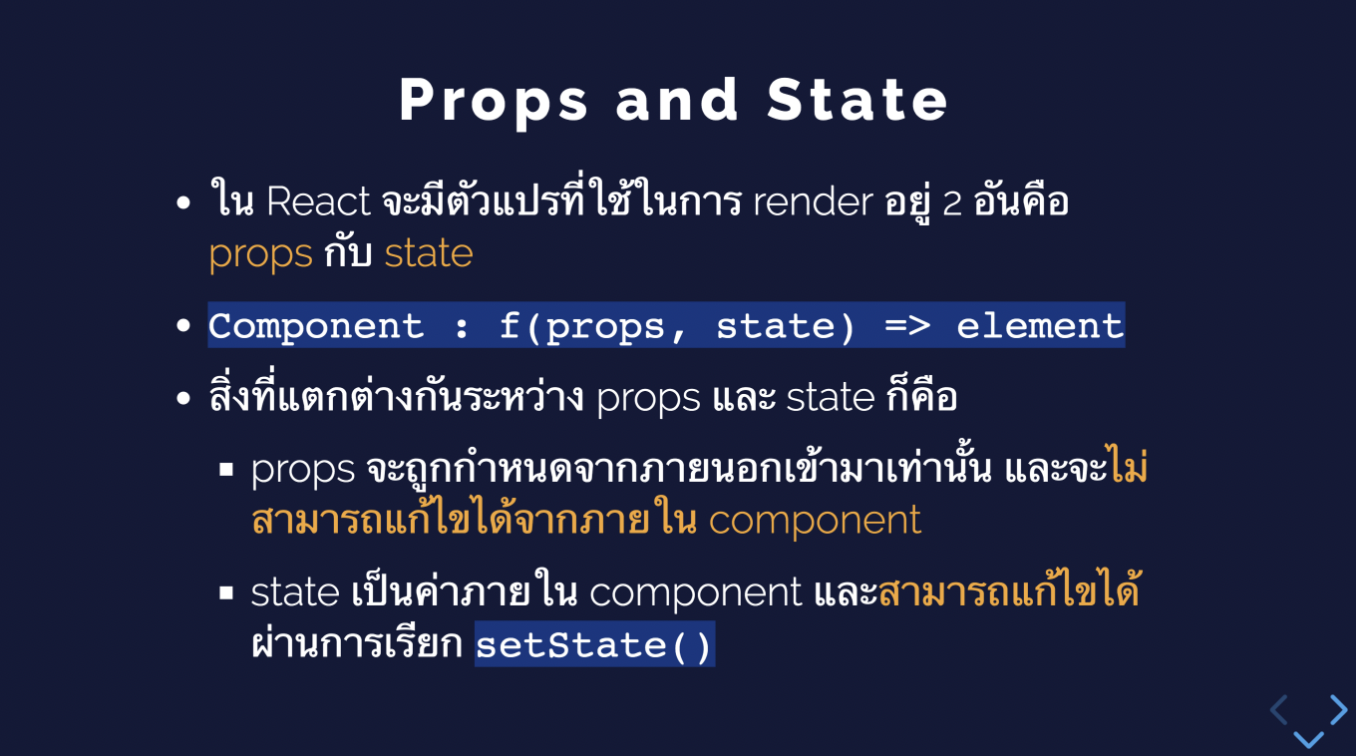 Props and State
ใน React จะมีตัวแปรที่ใช้ในการ render อยู่ 2 อันคือ
props กับ state
Component : f(props, state) => element
สิ่งที่แตกต่างกันระหว่าง props และ state ก็คือ
props จะถูกกำหนดจากภายนอกเข้ามาเท่านั้น และจะไม่
สามารถแก้ไขได้จากภายใน component
state เป็นค่าภายใน component และสามารถแก้ไขได้
ผ่านการเรียก setState()